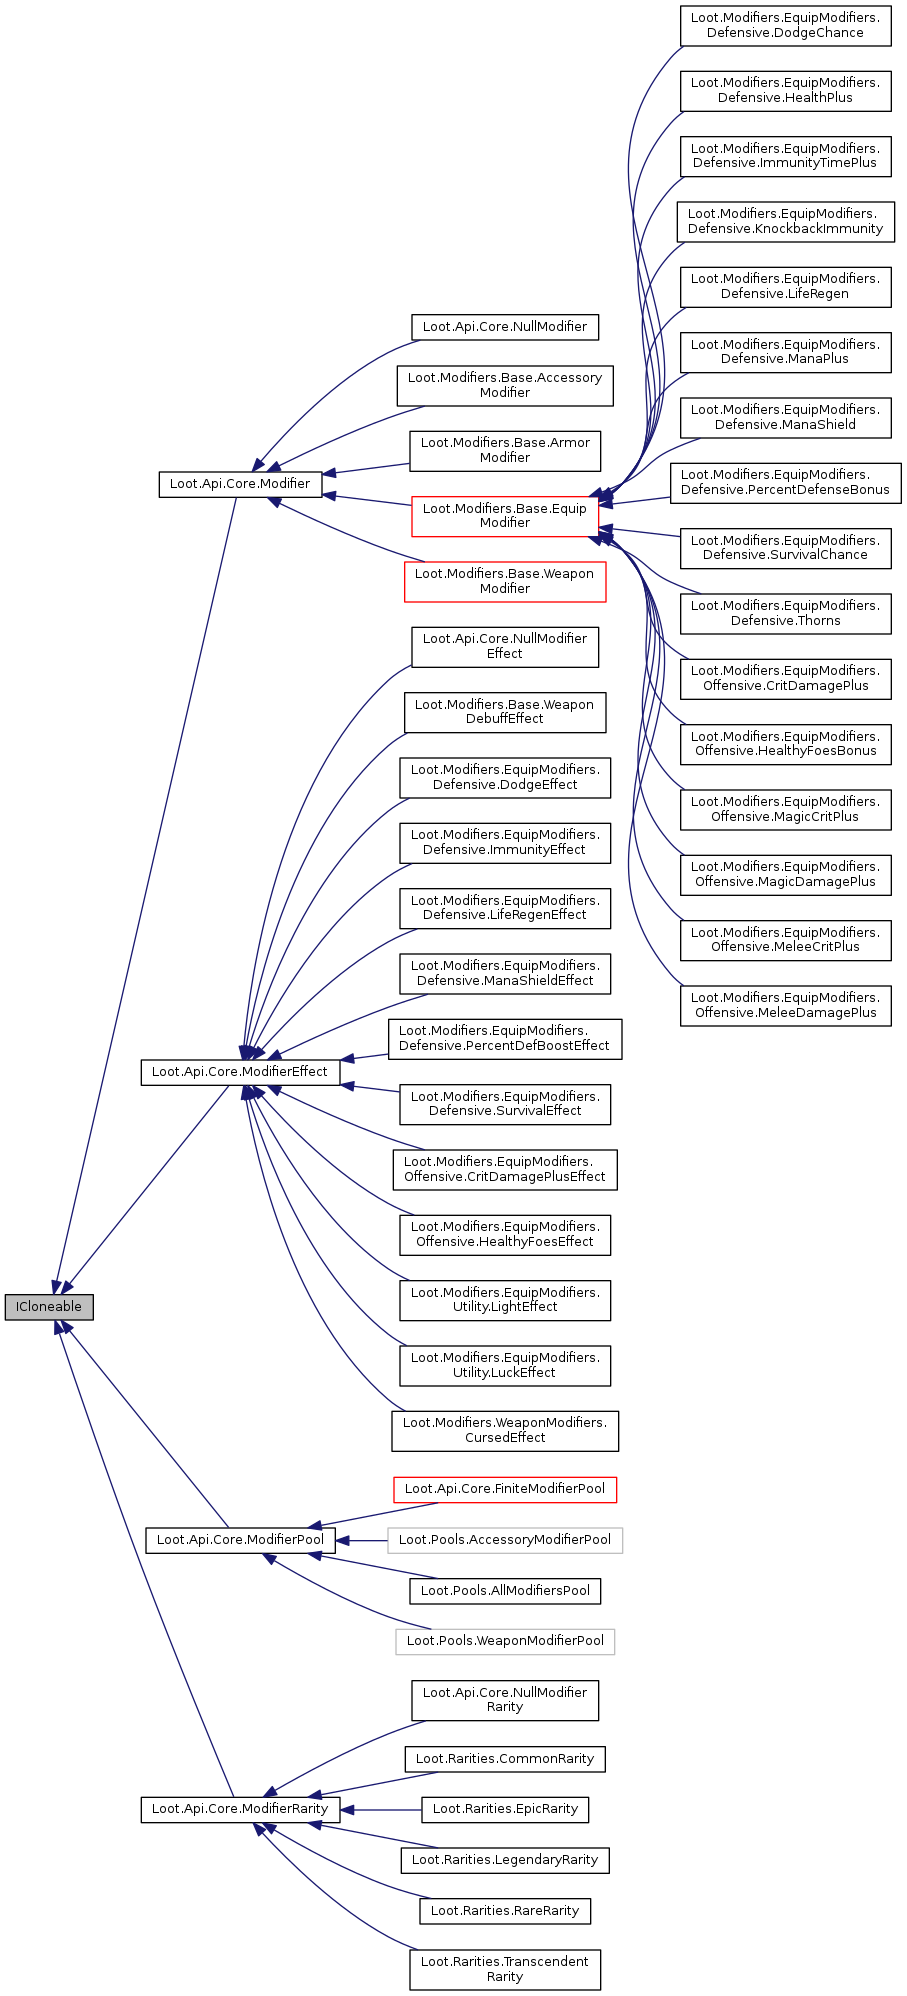 Loot.Modifiers.EquipModifiers.
Defensive.DodgeChance
Loot.Modifiers.EquipModifiers.
Defensive.HealthPlus
Loot.Modifiers.EquipModifiers.
Defensive.ImmunityTimePlus
Loot.Modifiers.EquipModifiers.
Defensive.KnockbackImmunity
Loot.Modifiers.EquipModifiers.
Defensive.LifeRegen
Loot.Modifiers.EquipModifiers.
Defensive.ManaPlus
Loot.Modifiers.EquipModifiers.
Defensive.ManaShield
Loot.Modifiers.EquipModifiers.
Defensive.PercentDefenseBonus
Loot.Modifiers.EquipModifiers.
Defensive.SurvivalChance
Loot.Modifiers.EquipModifiers.
Defensive.Thorns
Loot.Modifiers.EquipModifiers.
Offensive.CritDamagePlus
Loot.Modifiers.EquipModifiers.
Offensive.HealthyFoesBonus
Loot.Modifiers.EquipModifiers.
Offensive.MagicCritPlus
Loot.Modifiers.EquipModifiers.
Offensive.MagicDamagePlus
Loot.Modifiers.EquipModifiers.
Offensive.MeleeCritPlus
Loot.Modifiers.EquipModifiers.
Offensive.MeleeDamagePlus
Loot.Api.Core.NullModifier
Loot.Modifiers.Base.Accessory
Modifier
Loot.Modifiers.Base.Armor
Modifier
Loot.Api.Core.Modifier
Loot.Modifiers.Base.Equip
Modifier
Loot.Modifiers.Base.Weapon
Modifier
Loot.Api.Core.NullModifier
Effect
Loot.Modifiers.Base.Weapon
DebuffEffect
Loot.Modifiers.EquipModifiers.
Defensive.DodgeEffect
Loot.Modifiers.EquipModifiers.
Defensive.ImmunityEffect
Loot.Modifiers.EquipModifiers.
Defensive.LifeRegenEffect
Loot.Modifiers.EquipModifiers.
Defensive.ManaShieldEffect
Loot.Modifiers.EquipModifiers.
Defensive.PercentDefBoostEffect
Loot.Api.Core.ModifierEffect
Loot.Modifiers.EquipModifiers.
Defensive.SurvivalEffect
Loot.Modifiers.EquipModifiers.
Offensive.CritDamagePlusEffect
Loot.Modifiers.EquipModifiers.
Offensive.HealthyFoesEffect
Loot.Modifiers.EquipModifiers.
Utility.LightEffect
ICloneable
Loot.Modifiers.EquipModifiers.
Utility.LuckEffect
Loot.Modifiers.WeaponModifiers.
CursedEffect
Loot.Api.Core.FiniteModifierPool
Loot.Api.Core.ModifierPool
Loot.Pools.AccessoryModifierPool
Loot.Pools.AllModifiersPool
Loot.Pools.WeaponModifierPool
Loot.Api.Core.NullModifier
Rarity
Loot.Rarities.CommonRarity
Loot.Api.Core.ModifierRarity
Loot.Rarities.EpicRarity
Loot.Rarities.LegendaryRarity
Loot.Rarities.RareRarity
Loot.Rarities.Transcendent
Rarity